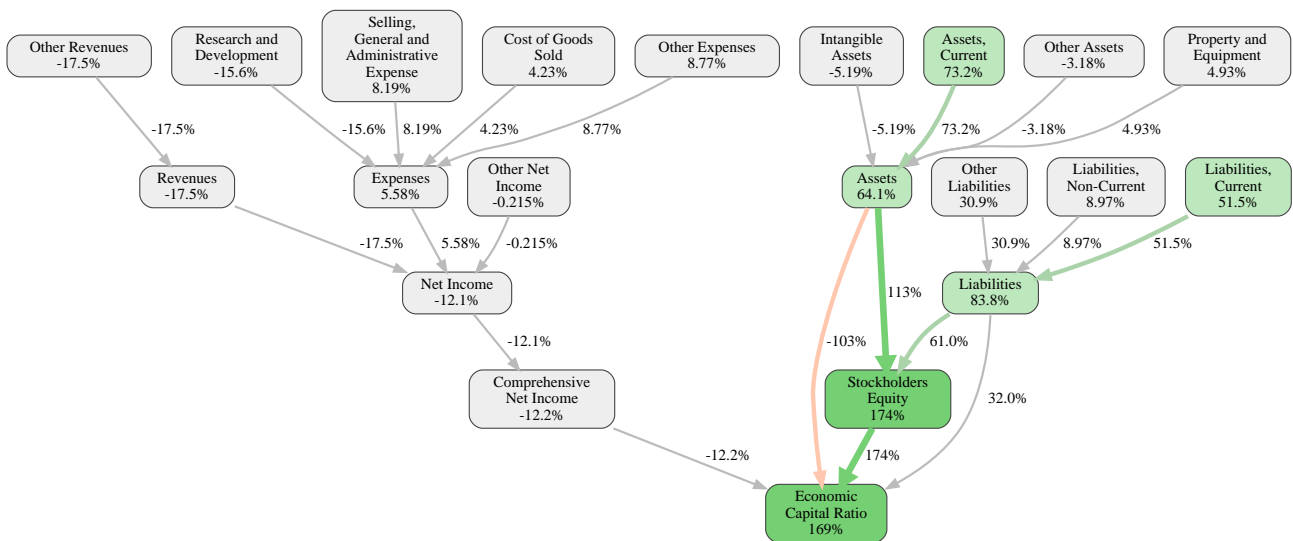 Other Revenues
-17.5%
Research and
Development
-15.6%
Selling,
General and
Administrative
Expense
8.19%
Cost of Goods
Sold
4.23%
Other Expenses
8.77%
Intangible
Assets
-5.19%
Assets,
Current
73.2%
Other Assets
-3.18%
Property and
Equipment
4.93%
-17.5%
-15.6%
8.19%
4.23%
8.77%
-5.19%
73.2%
-3.18%
4.93%
Revenues
-17.5%
Expenses
5.58%
Other Net
Income
-0.215%
Assets
64.1%
Other
Liabilities
30.9%
Liabilities,
Non-Current
8.97%
Liabilities,
Current
51.5%
-17.5%
5.58%
-0.215%
30.9%
8.97%
51.5%
Net Income
-12.1%
113%
Liabilities
83.8%
-12.1%
-103%
61.0%
Comprehensive
Net Income
-12.2%
Stockholders
Equity
174%
32.0%
-12.2%
174%
Economic
Capital Ratio
169%